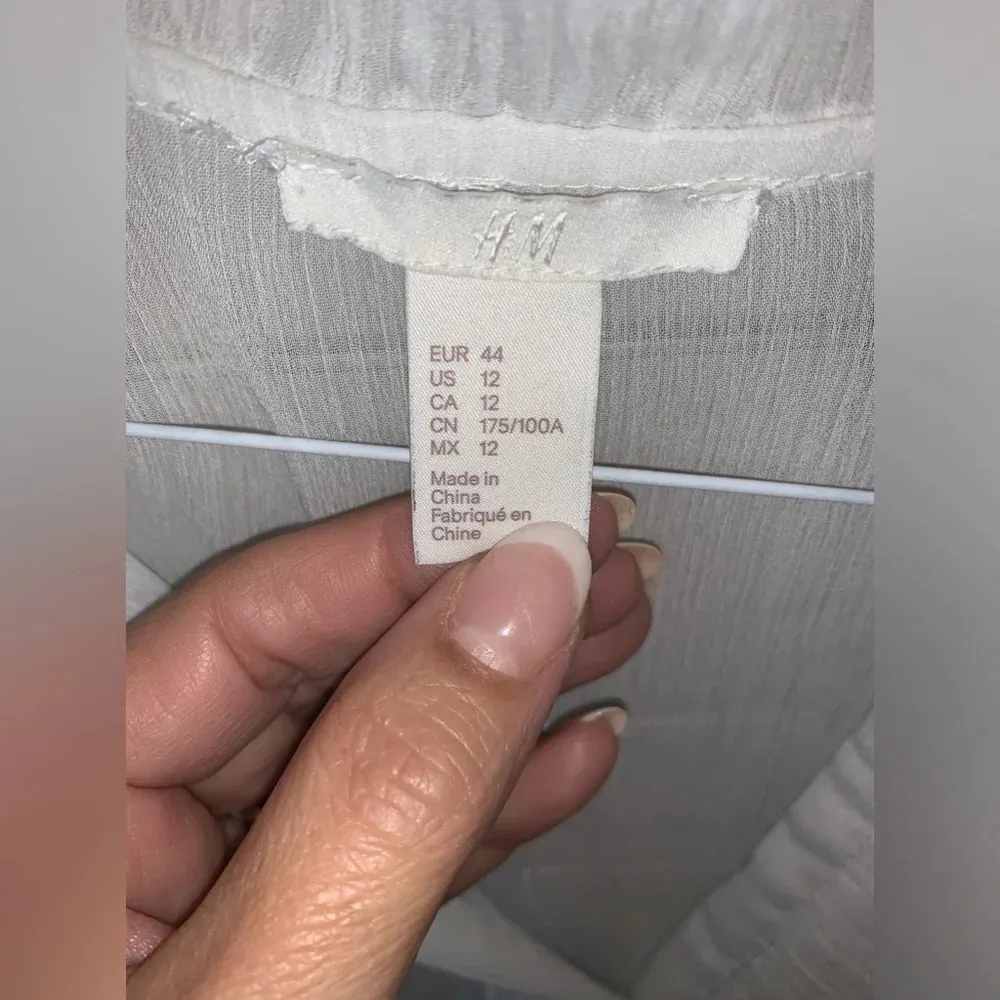 H&M
EUR 44
US 12
CA 12
CN 175/100A
MX 12
Made in
China
Fabriqué en
Chine